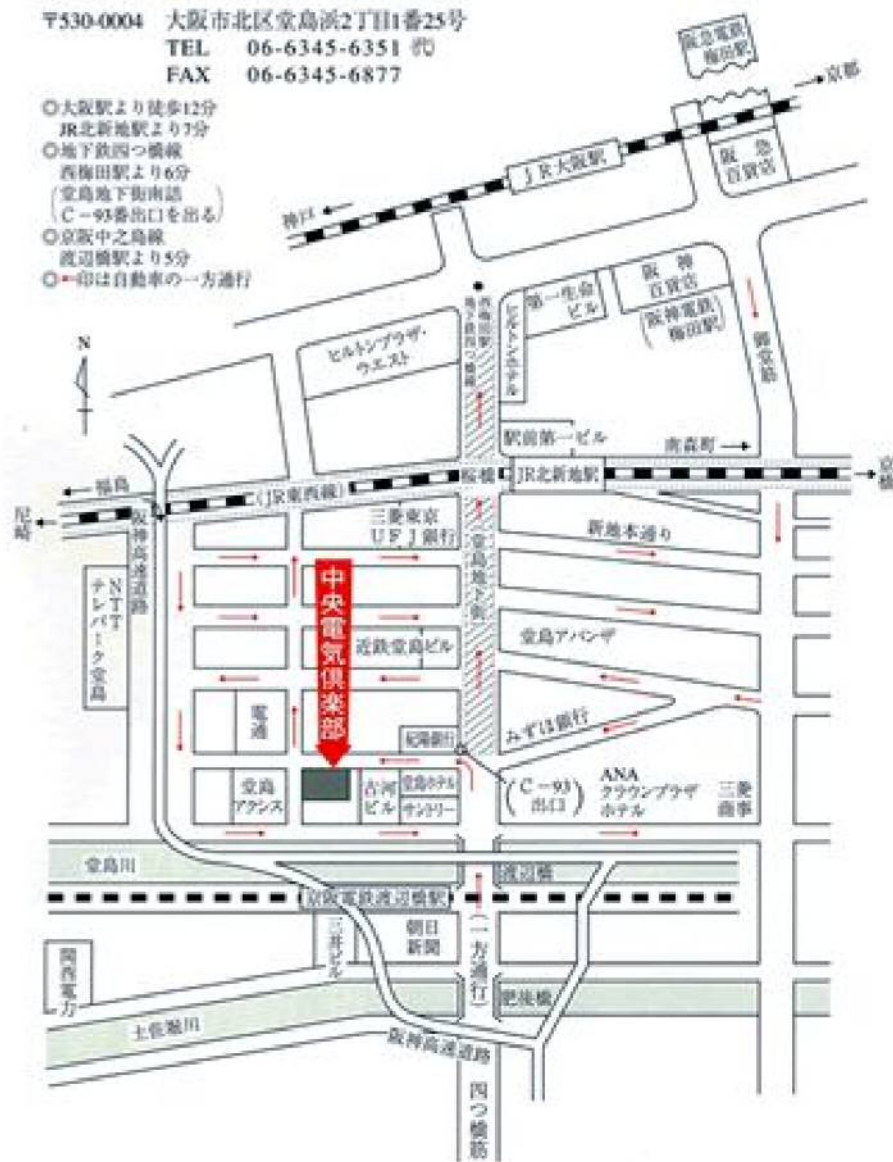 〒530-0004 大阪市北区堂島浜2丁目1番25号
TEL 06-6345-6351 ㈹
FAX 06-6345-6877
◎大阪駅より徒歩12分
JR北新地駅より7分
◎地下鉄四つ橋線
西梅田駅より6分
(堂島地下街南詰
C-93番出口を出る)
◎京阪中之島線
渡辺橋駅より5分
◎←印は自動車の一方通行
阪急電鉄
梅田駅
京都
JR大阪駅
阪急
百貨店
神戸
阪神
百貨店
(阪神電鉄
梅田駅)
第一生命
ビル
ヒルトンホテル
西梅田駅
地下鉄四つ橋線
ヒルトンプラザ・
ウエスト
御堂筋
N
駅前第一ビル
南森町
福島
(JR東西線)
桜橋
JR北新地駅
京橋
尼崎
阪神高速道路
三菱東京
UFJ銀行
堂島地下街
新地本通り
NTT
テレパーク堂島
中央電気倶楽部
近鉄堂島ビル
堂島アバンザ
電通
紀陽銀行
みずほ銀行
堂島
アクシス
古河
ビル
堂島ホテル
サントリー
(C-93
出口)
ANA
クラウンプラザ
ホテル
三菱
商事
堂島川
渡辺橋
京阪電鉄渡辺橋駅
三井ビル
朝日
新聞
(一方通行)
関西電力
肥後橋
土佐堀川
阪神高速道路
四つ橋筋